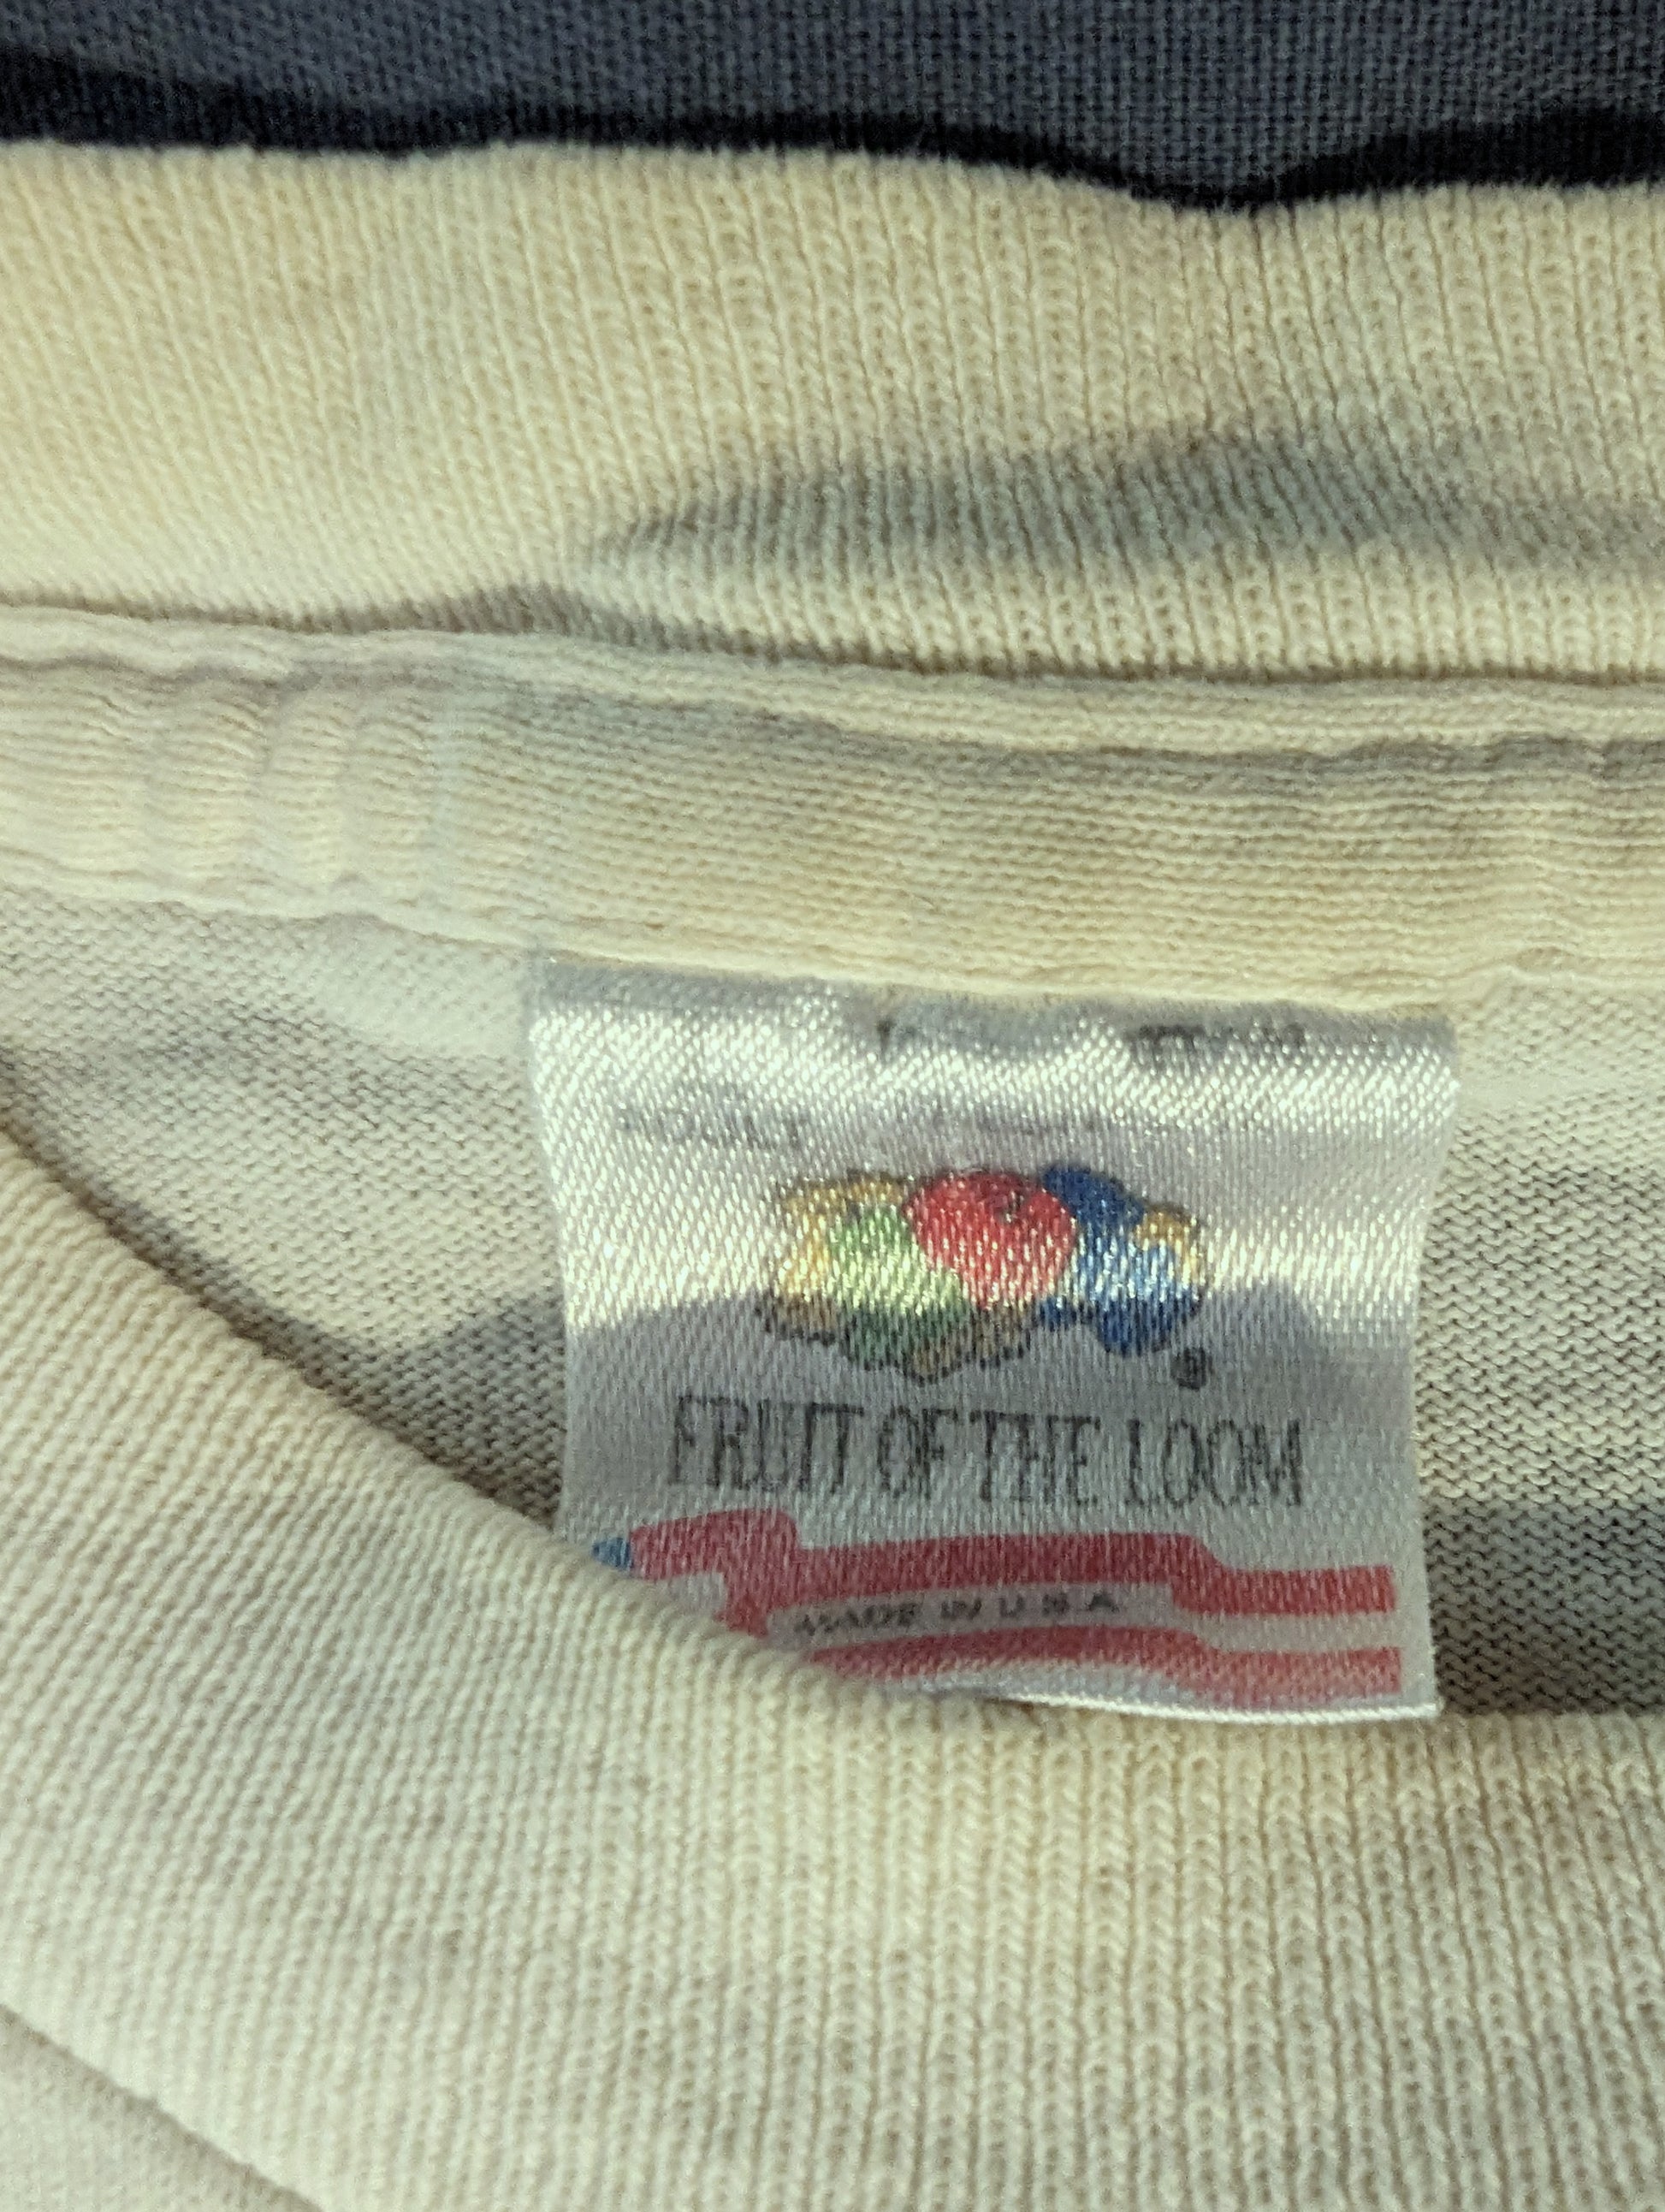 ®
FRUIT OF THE LOOM
MADE IN U.S.A.